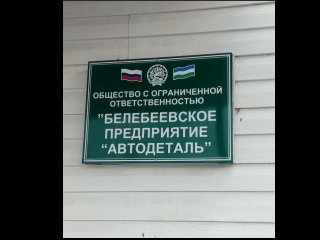 ОБЩЕСТВО С ОГРАНИЧЕННОЙ
ОТВЕТСТВЕННОСТЬЮ
"БЕЛЕБЕЕВСКОЕ
ПРЕДПРИЯТИЕ
"АВТОДЕТАЛЬ"